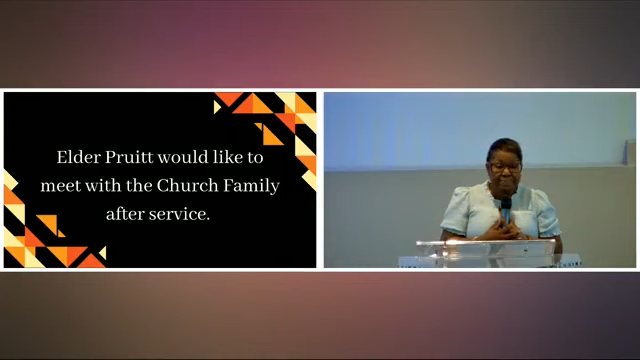 Elder Pruitt would like to
meet with the Church Family
after service.